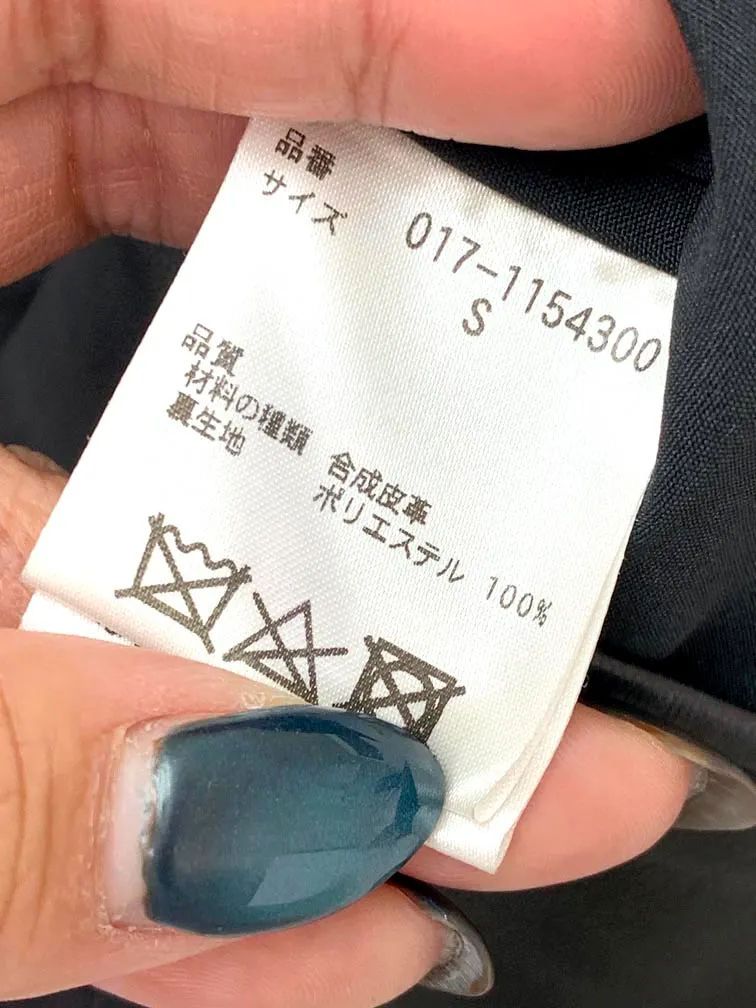 品番 017-1154300
サイズ S
品質
材料の種類 合成皮革
裏生地 ポリエステル 100%